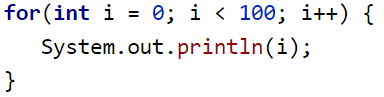 for(int i = 0; i < 100; i++) {
   System.out.println(i);
}